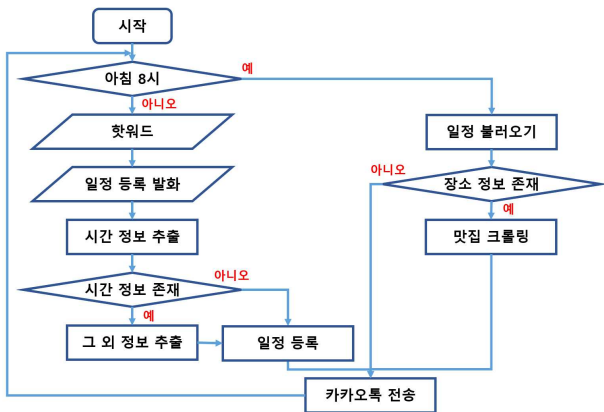 시작
아침 8시
예
아니오
핫워드
일정 불러오기
일정 등록 발화
아니오
장소 정보 존재
예
시간 정보 추출
맛집 크롤링
아니오
시간 정보 존재
예
그 외 정보 추출
일정 등록
카카오톡 전송